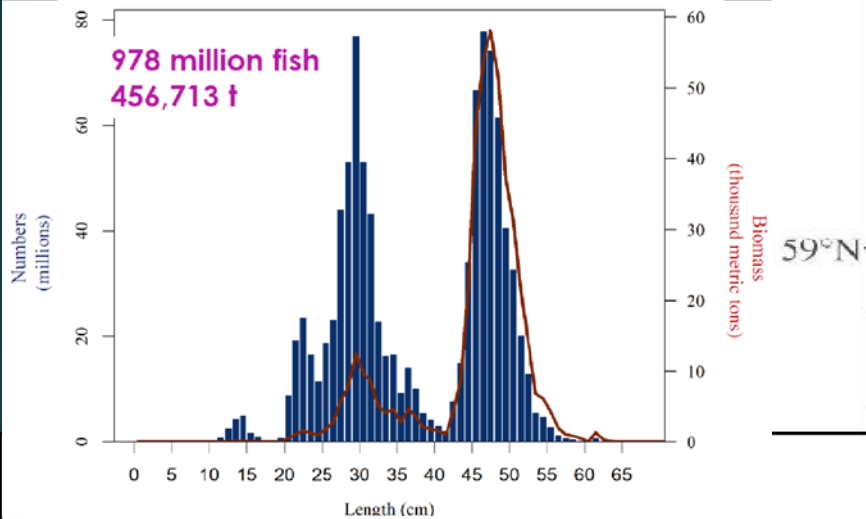 978 million fish
456,713 t
Numbers
(millions)
80
60
40
20
0
60
50
40
30
20
10
0
Biomass
(thousand metric tons)
0 5 10 15 20 25 30 35 40 45 50 55 60 65
Length (cm)
59°N